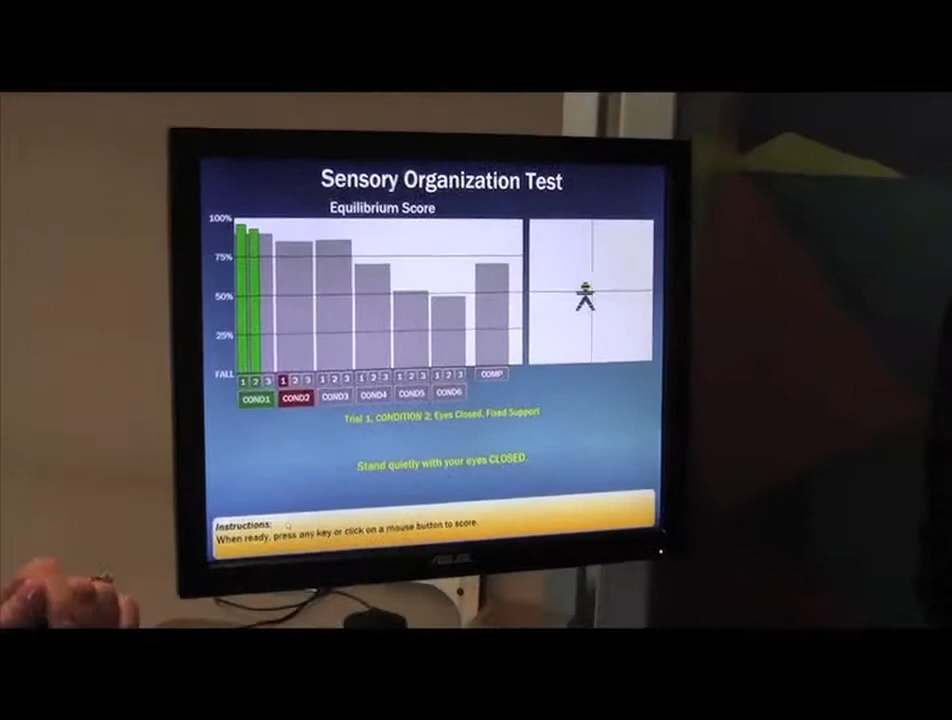 Sensory Organization Test
Equilibrium Score
100%
75%
50%
25%
FALL
1 2 3 1 2 3 1 2 3 1 2 3 1 2 3 1 2 3 COMP
COND1 COND2 COND3 COND4 COND5 COND6
Trial 1, CONDITION 2: Eyes Closed, Fixed Support
Stand quietly with your eyes CLOSED.
Instructions:
When ready, press any key or click on a mouse button to score.
ASUS